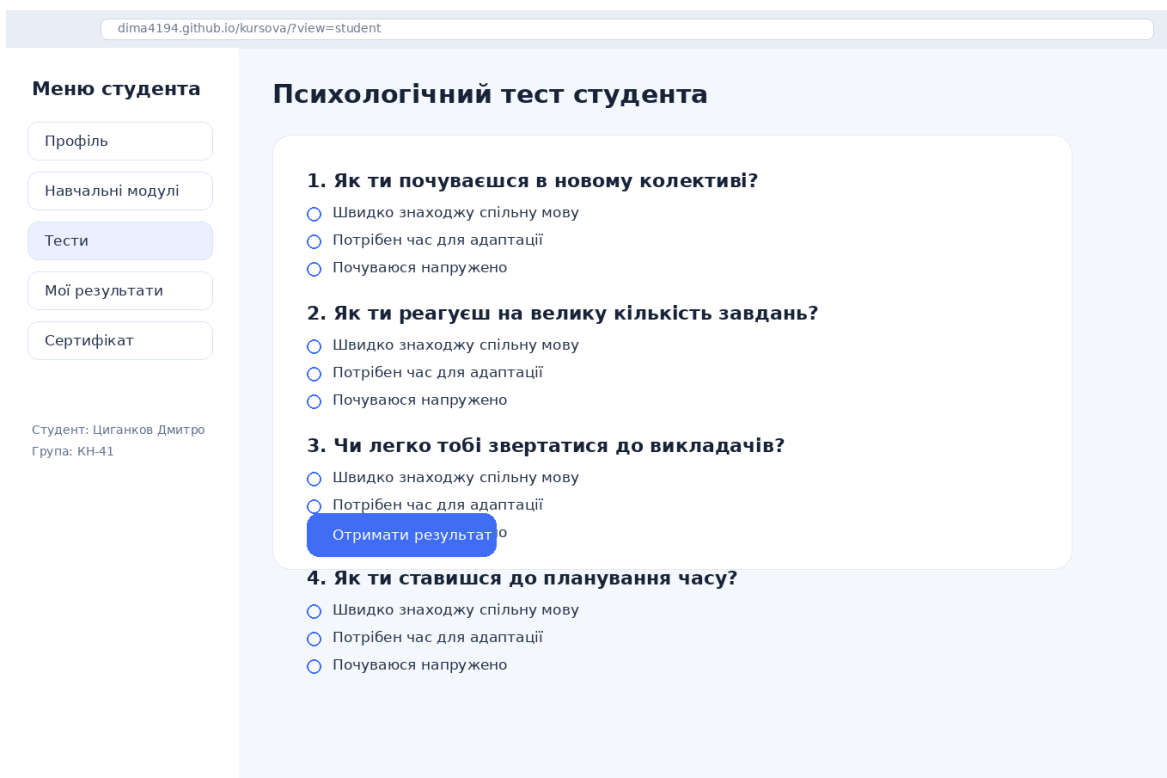 dima4194.github.io/kursova/?view=student
Меню студента
Профіль
Навчальні модулі
Тести
Мої результати
Сертифікат
Студент: Циганков Дмитро
Група: КН-41
Психологічний тест студента
1. Як ти почуваєшся в новому колективі?
Швидко знаходжу спільну мову
Потрібен час для адаптації
Почуваюся напружено
2. Як ти реагуєш на велику кількість завдань?
Швидко знаходжу спільну мову
Потрібен час для адаптації
Почуваюся напружено
3. Чи легко тобі звертатися до викладачів?
Швидко знаходжу спільну мову
Потрібен час для адаптації
Отримати результат
4. Як ти ставишся до планування часу?
Швидко знаходжу спільну мову
Потрібен час для адаптації
Почуваюся напружено